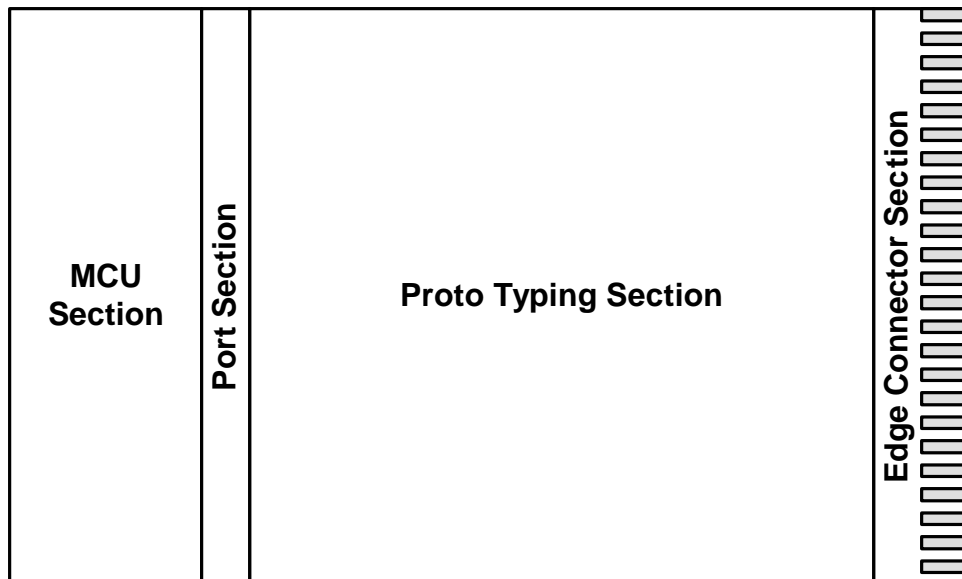 MCU
Section
Port Section
Proto Typing Section
Edge Connector Section